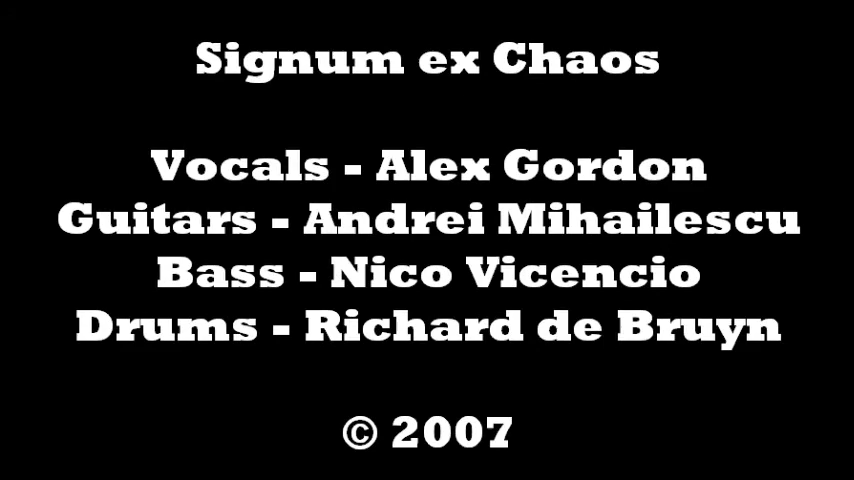 Signum ex Chaos
Vocals - Alex Gordon
Guitars - Andrei Mihailescu
Bass - Nico Vicencio
Drums - Richard de Bruyn
© 2007